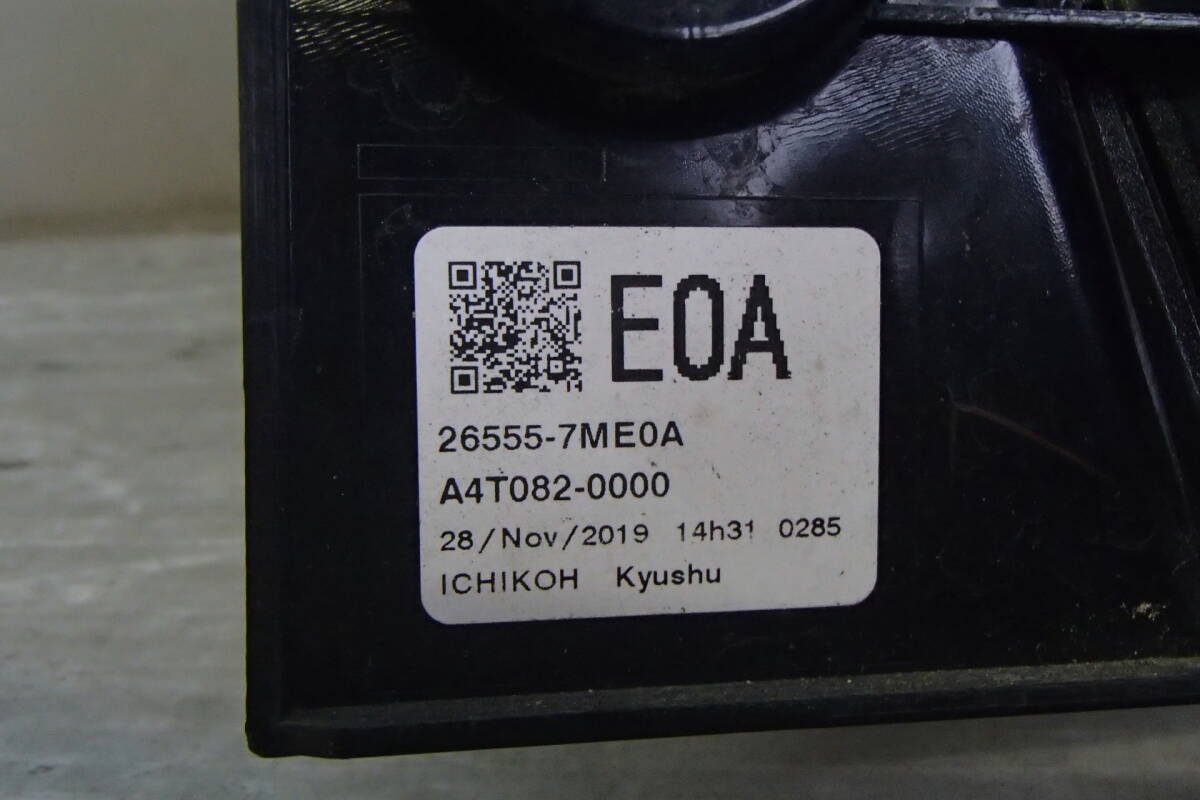 E0A
26555-7ME0A
A4T082-0000
28/Nov/2019 14h31 0285
ICHIKOH Kyushu